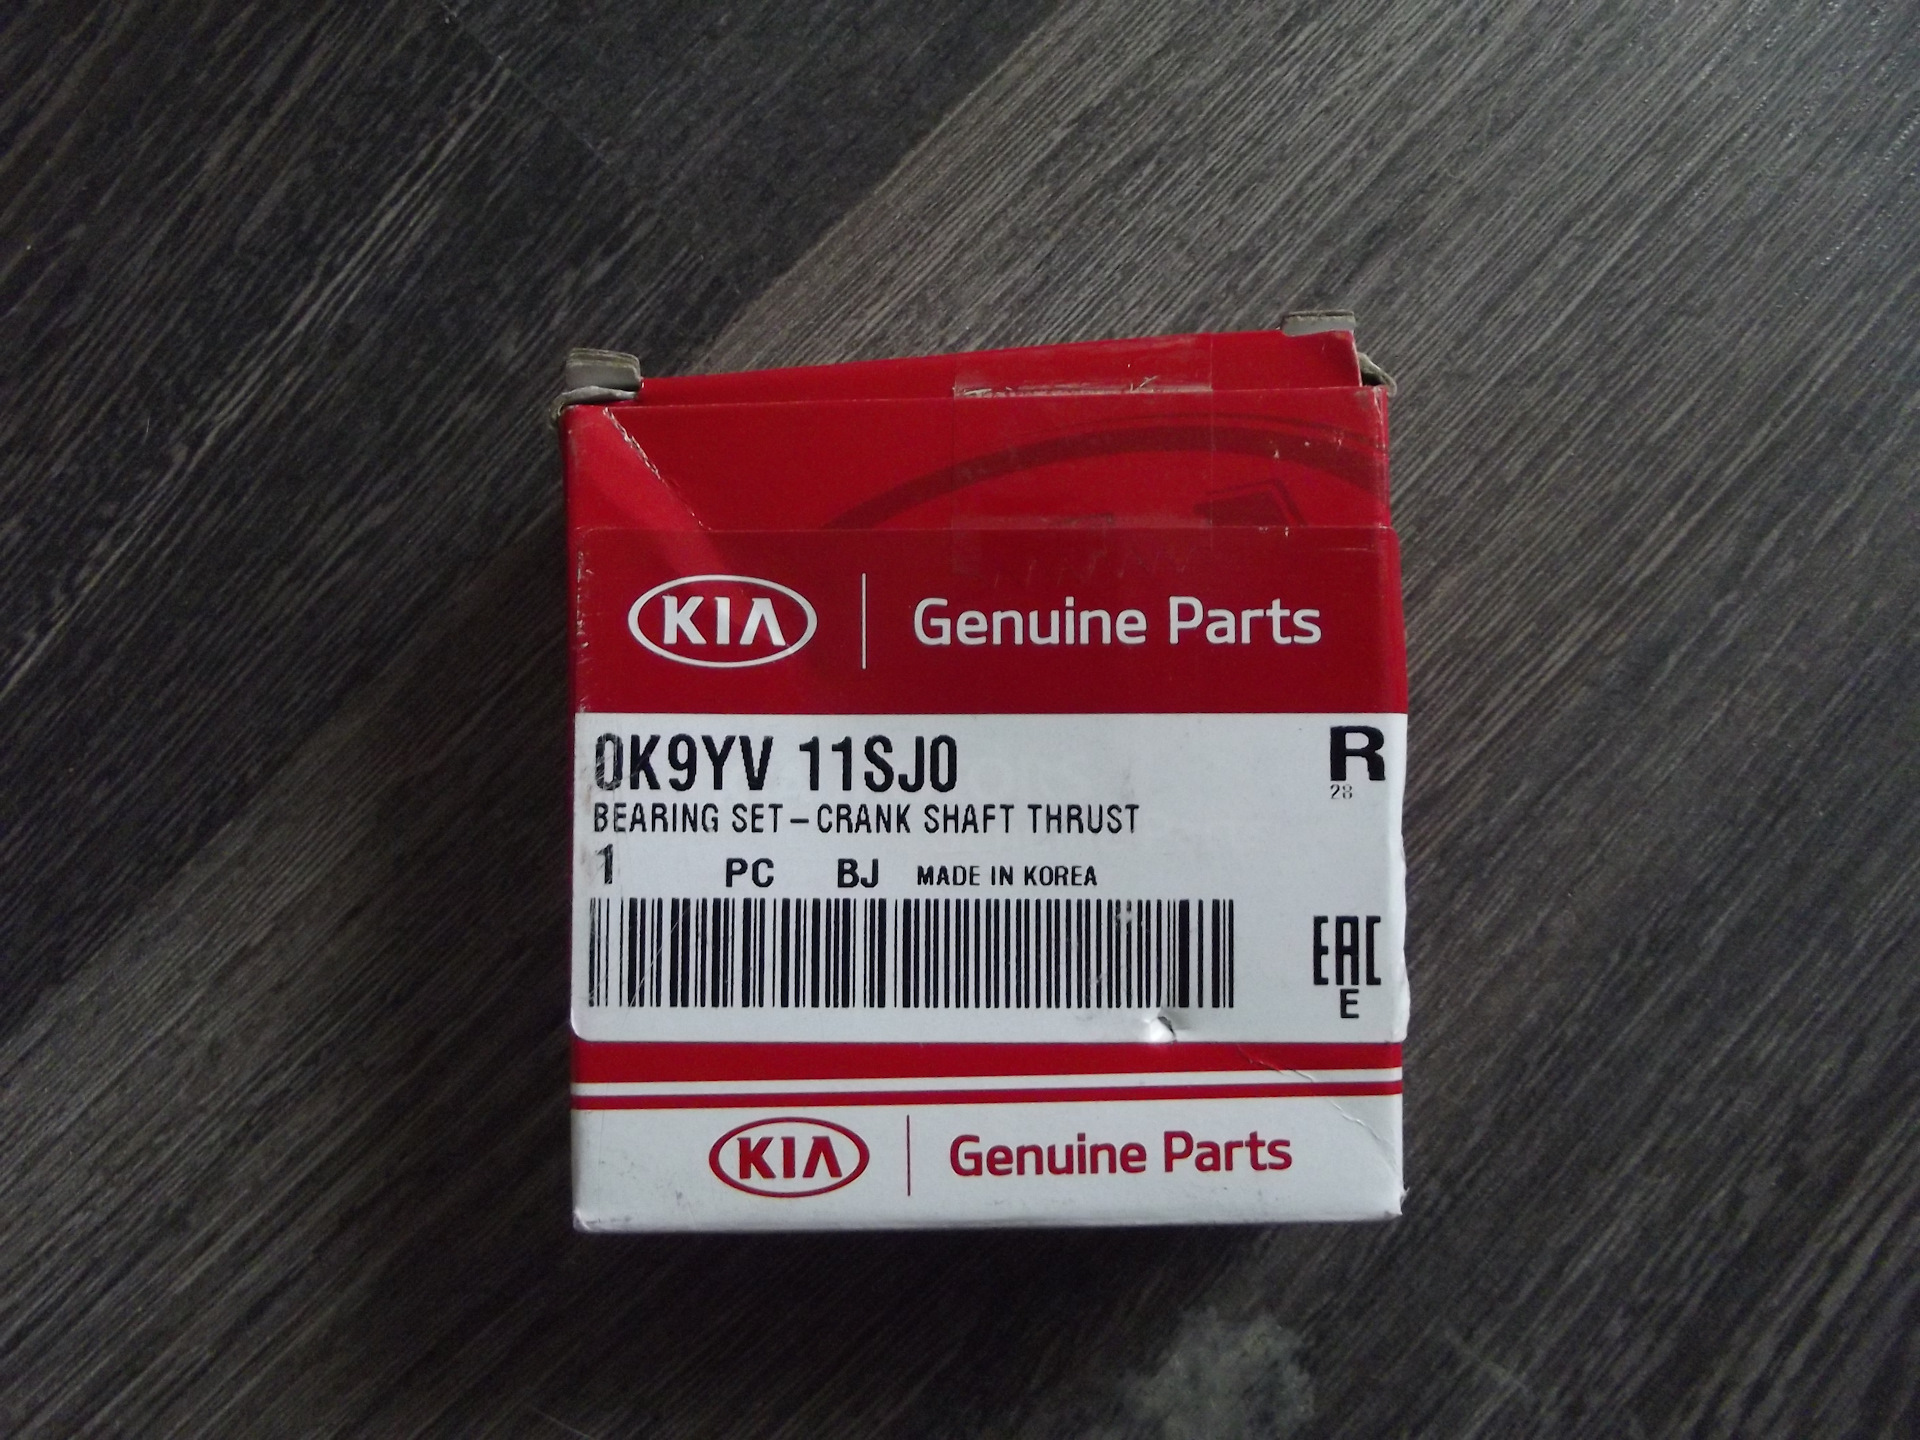 KIA Genuine Parts
0K9YV 11SJ0 R
28
BEARING SET-CRANK SHAFT THRUST
1 PC BJ MADE IN KOREA
EAC
E
KIA Genuine Parts